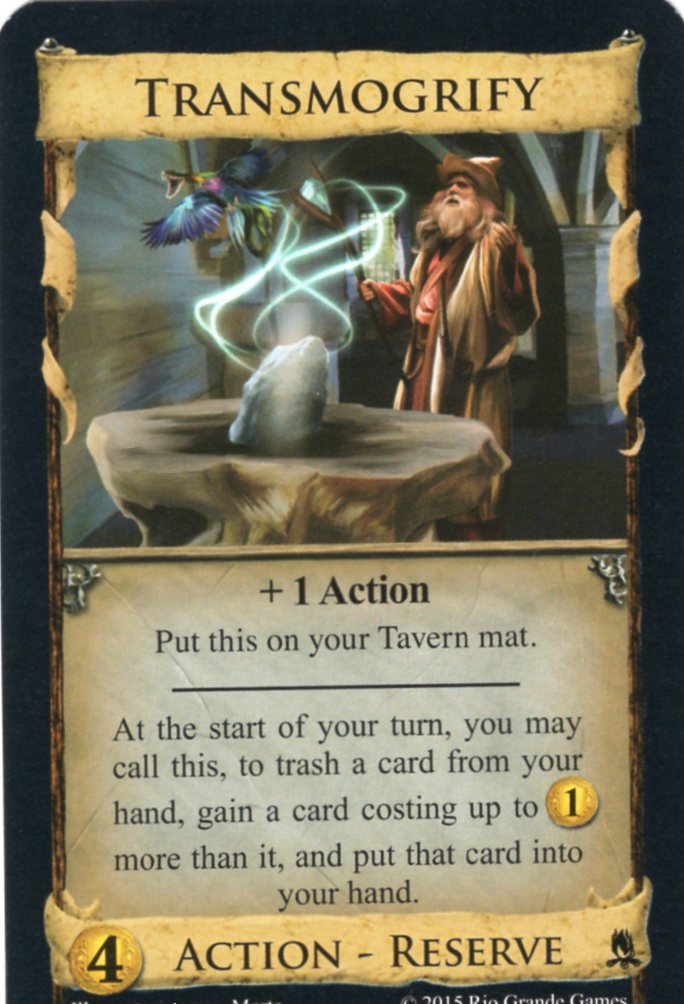 TRANSMOGRIFY
+ 1 Action
Put this on your Tavern mat.
At the start of your turn, you may
call this, to trash a card from your
hand, gain a card costing up to 1
more than it, and put that card into
your hand.
4 ACTION - RESERVE
© 2015 Rio Grande Games